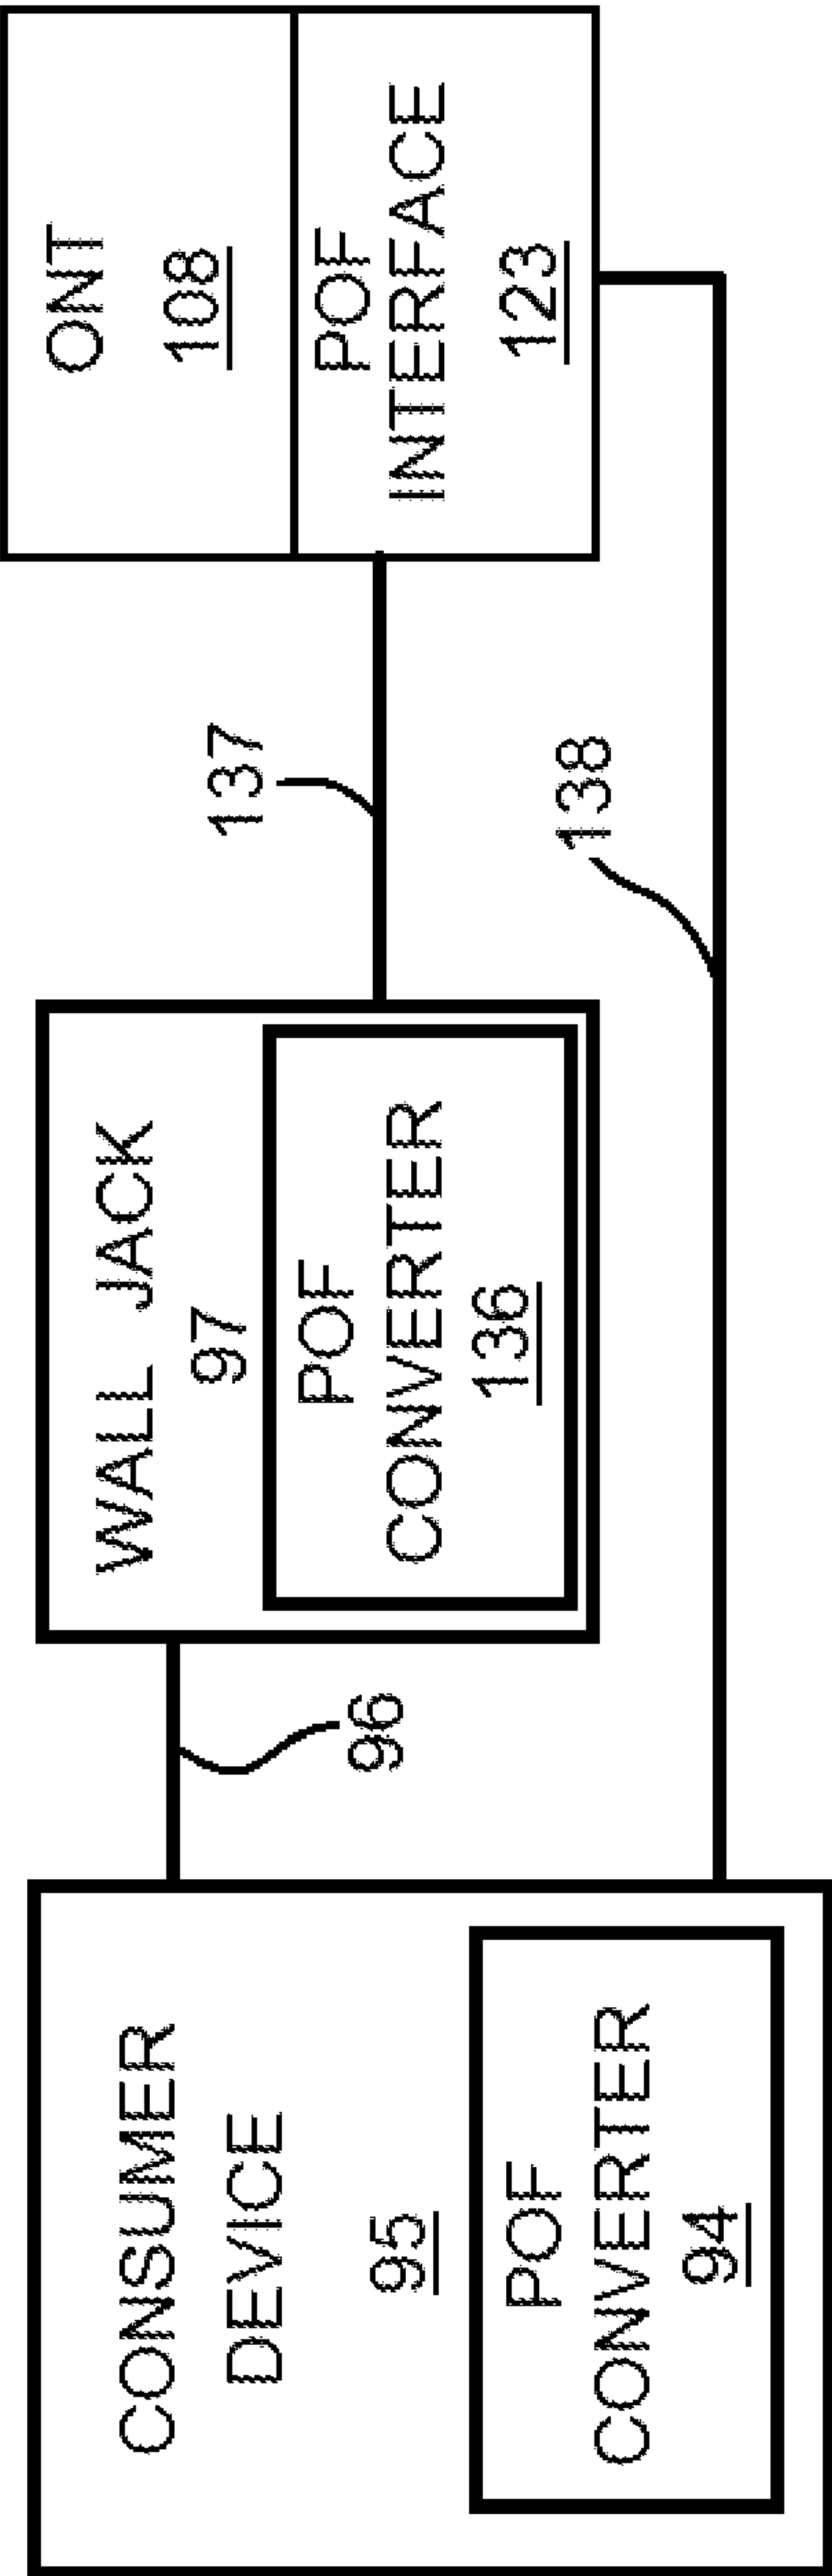 CONSUMER
DEVICE
95
POF
CONVERTER
94
96
WALL JACK
97
POF
CONVERTER
136
137
138
ONT
108
POF
INTERFACE
123